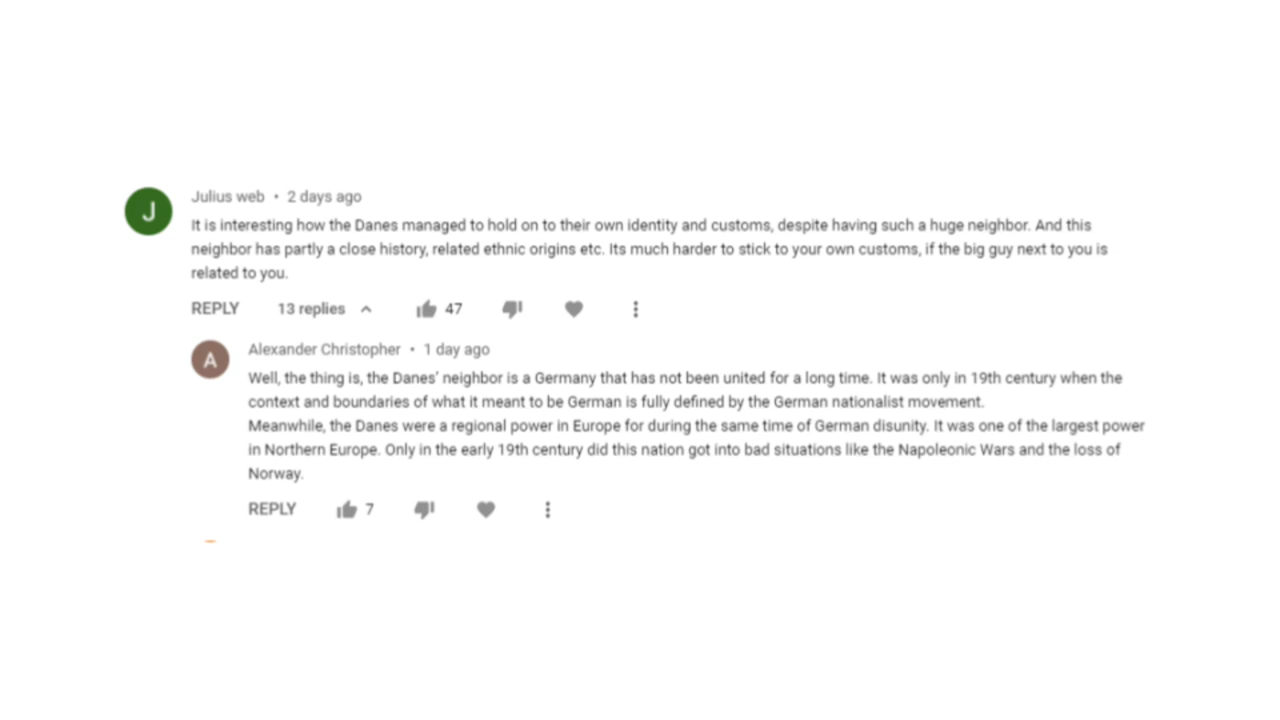 J
Julius web • 2 days ago
It is interesting how the Danes managed to hold on to their own identity and customs, despite having such a huge neighbor. And this
neighbor has partly a close history, related ethnic origins etc. Its much harder to stick to your own customs, if the big guy next to you is
related to you.
REPLY 13 replies 47
A
Alexander Christopher • 1 day ago
Well, the thing is, the Danes' neighbor is a Germany that has not been united for a long time. It was only in 19th century when the
context and boundaries of what it meant to be German is fully defined by the German nationalist movement.
Meanwhile, the Danes were a regional power in Europe for during the same time of German disunity. It was one of the largest power
in Northern Europe. Only in the early 19th century did this nation got into bad situations like the Napoleonic Wars and the loss of
Norway.
REPLY 7